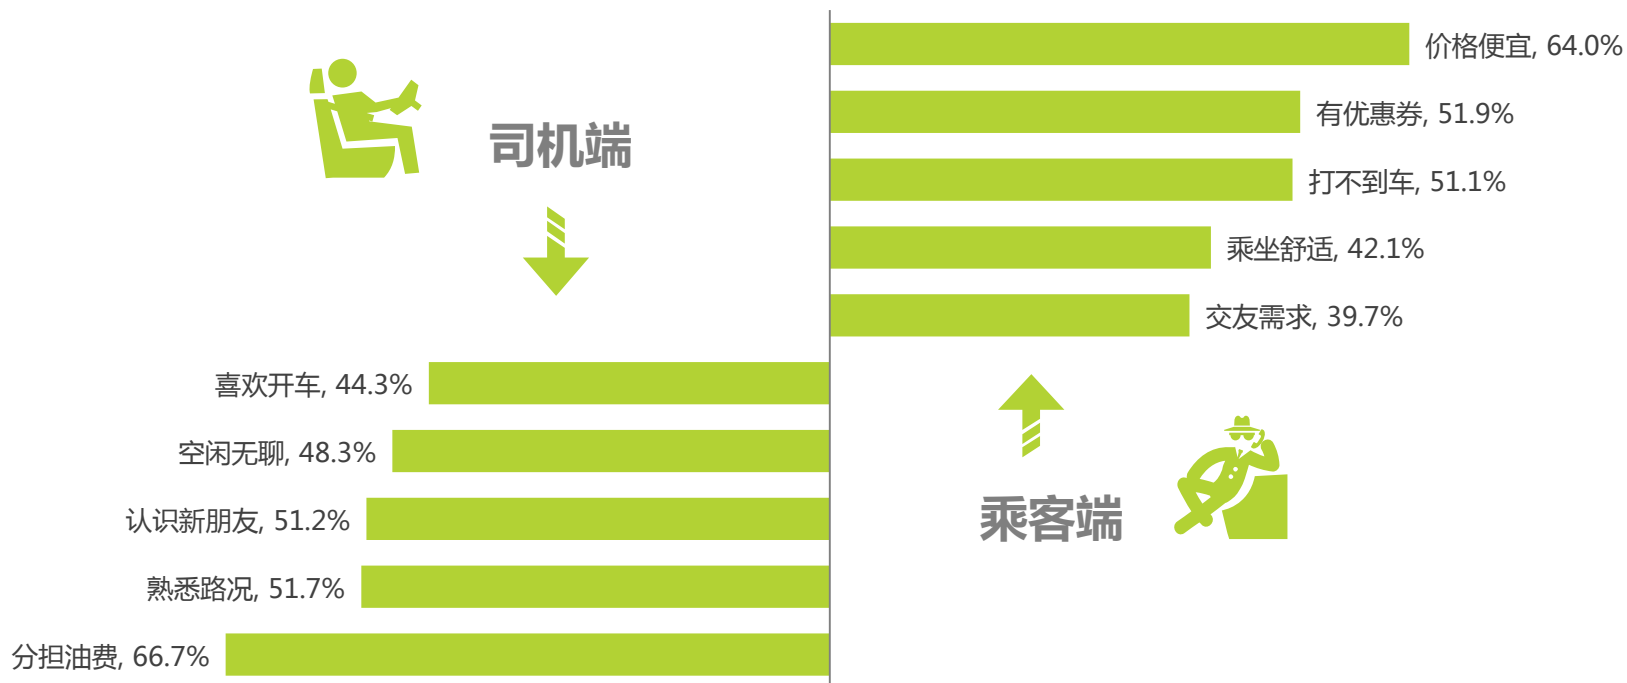 价格便宜, 64.0%
有优惠券, 51.9%
司机端
打不到车, 51.1%
乘坐舒适, 42.1%
交友需求, 39.7%
喜欢开车, 44.3%
空闲无聊, 48.3%
乘客端
认识新朋友, 51.2%
熟悉路况, 51.7%
分担油费, 66.7%